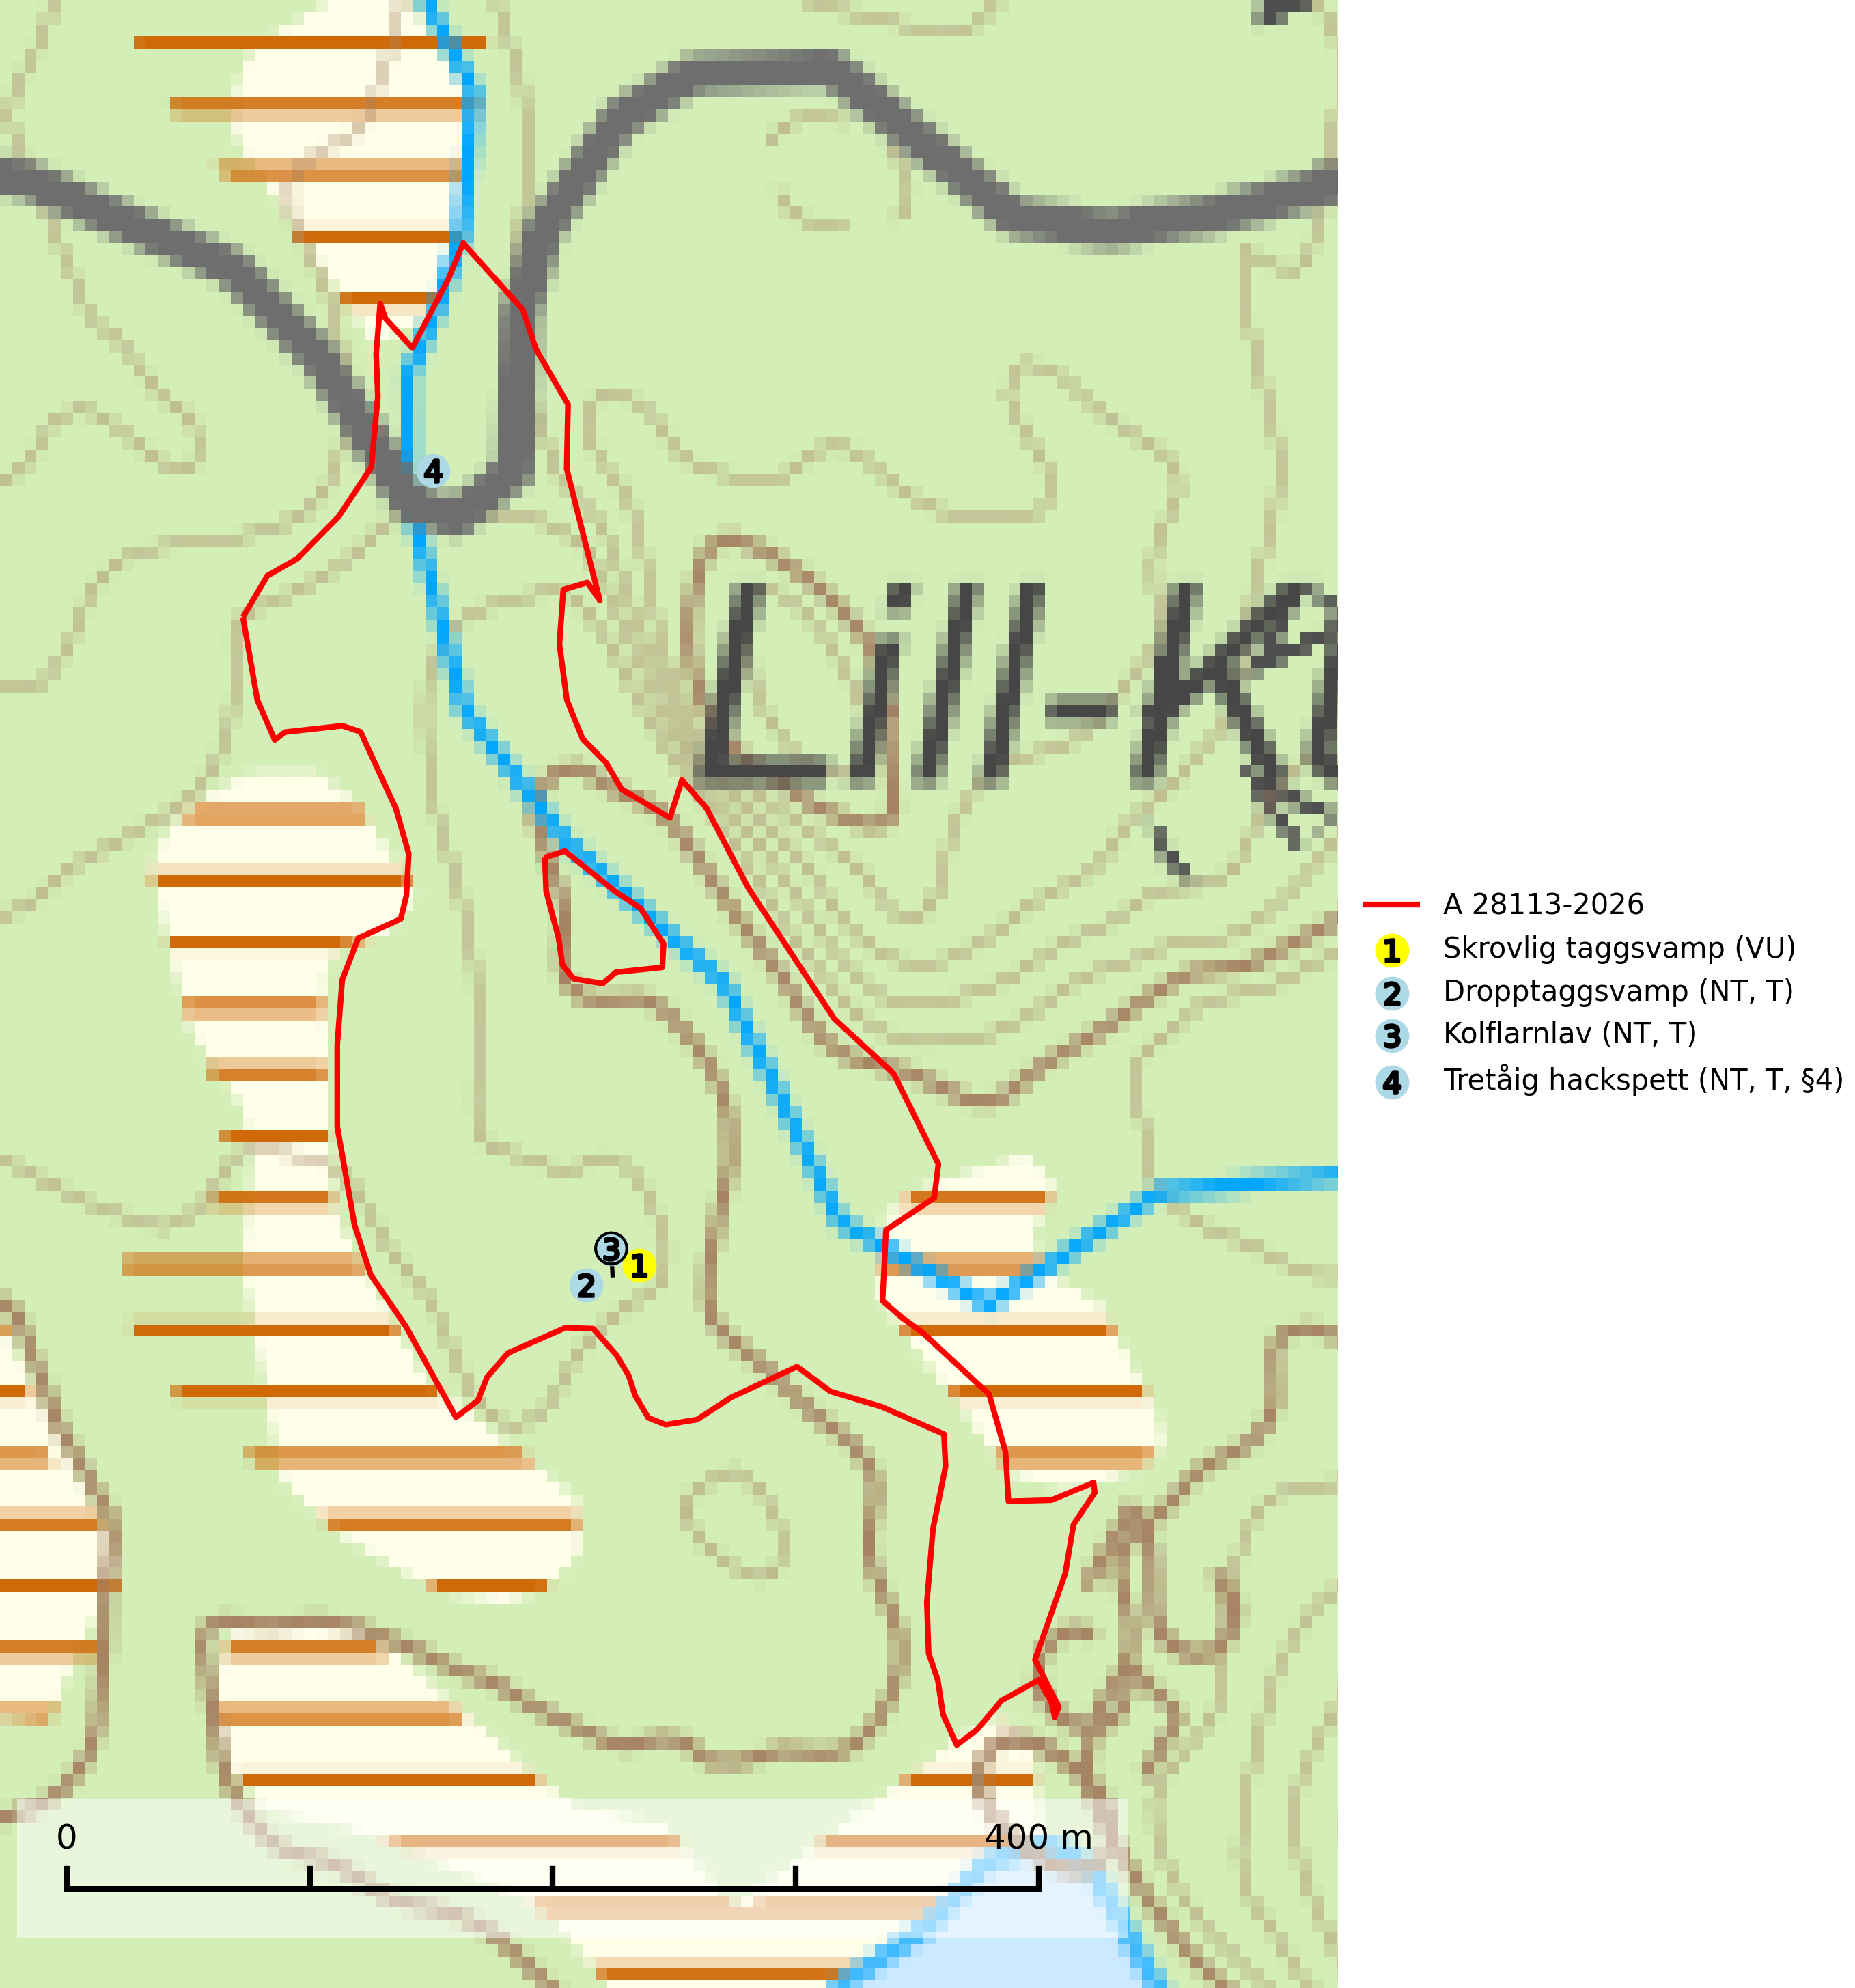 4
Lill-K
A 28113-2026
1 Skrovlig taggsvamp (VU)
2 Dropptaggsvamp (NT, T)
3 Kolflarnlav (NT, T)
4 Tretåig hackspett (NT, T, §4)
3
1
2
0 400 m